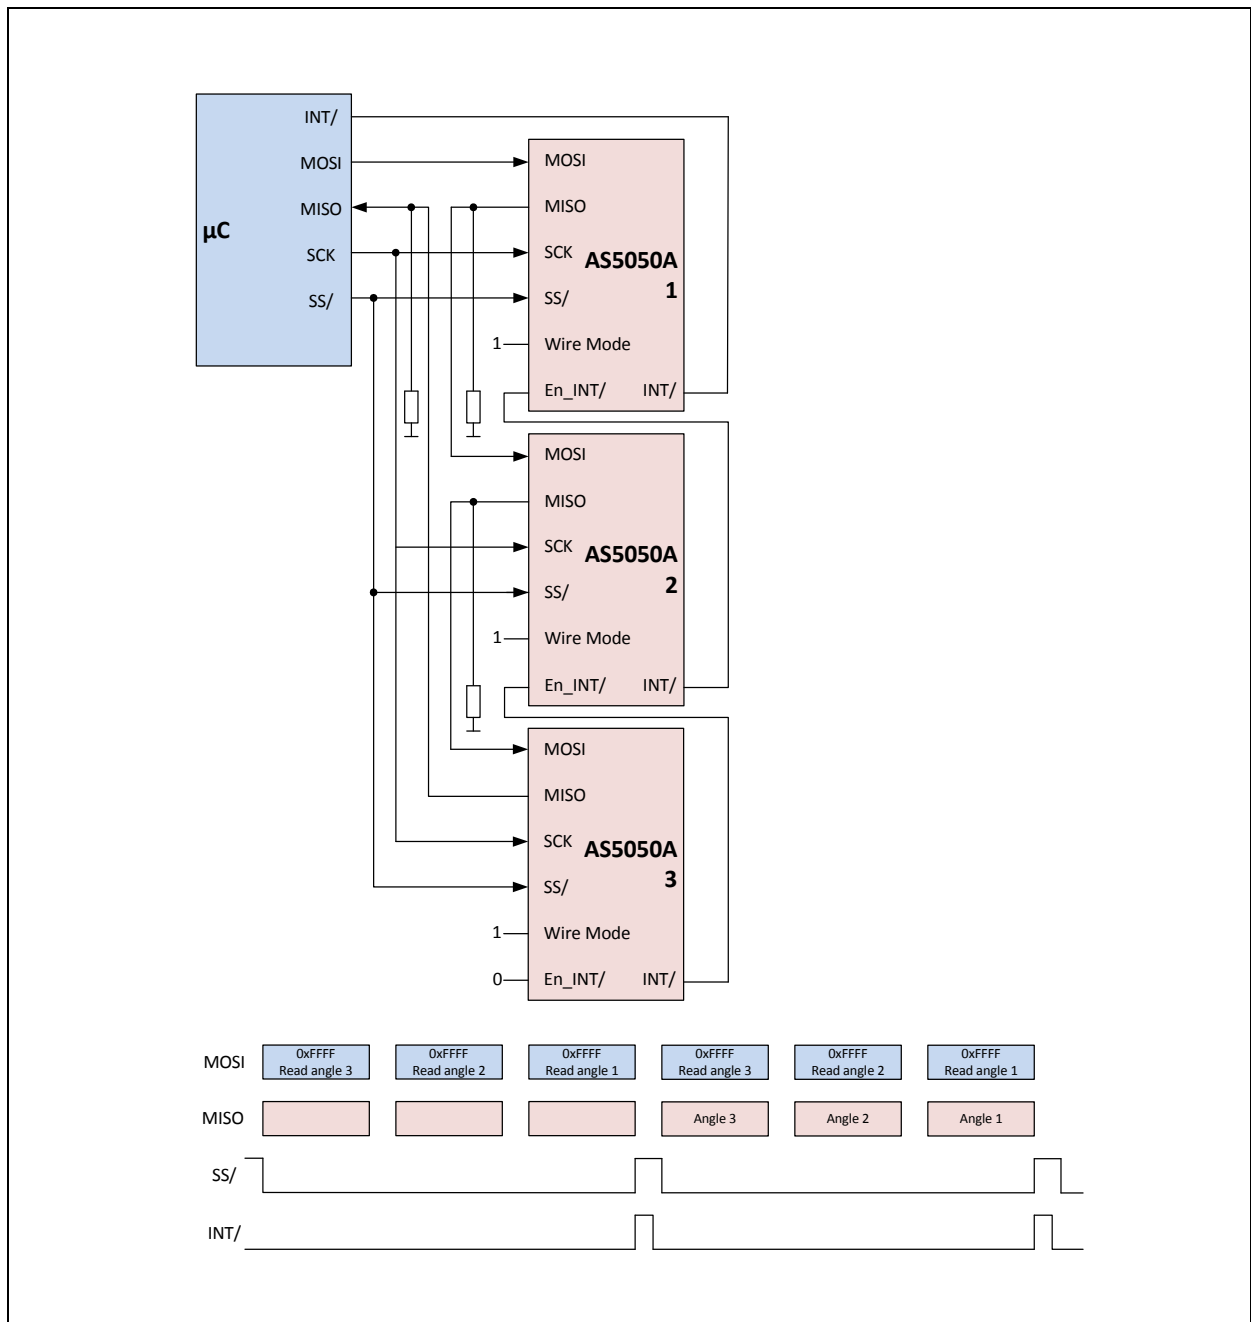 µC
INT/
MOSI
MISO
SCK
SS/
MOSI
MISO
SCK
AS5050A
1
SS/
1
Wire Mode
En_INT/
INT/
MOSI
MISO
SCK
AS5050A
2
SS/
1
Wire Mode
En_INT/
INT/
MOSI
MISO
SCK
AS5050A
3
SS/
1
Wire Mode
0
En_INT/
INT/
MOSI
0xFFFF
Read angle 3
0xFFFF
Read angle 2
0xFFFF
Read angle 1
0xFFFF
Read angle 3
0xFFFF
Read angle 2
0xFFFF
Read angle 1
MISO
Angle 3
Angle 2
Angle 1
SS/
INT/